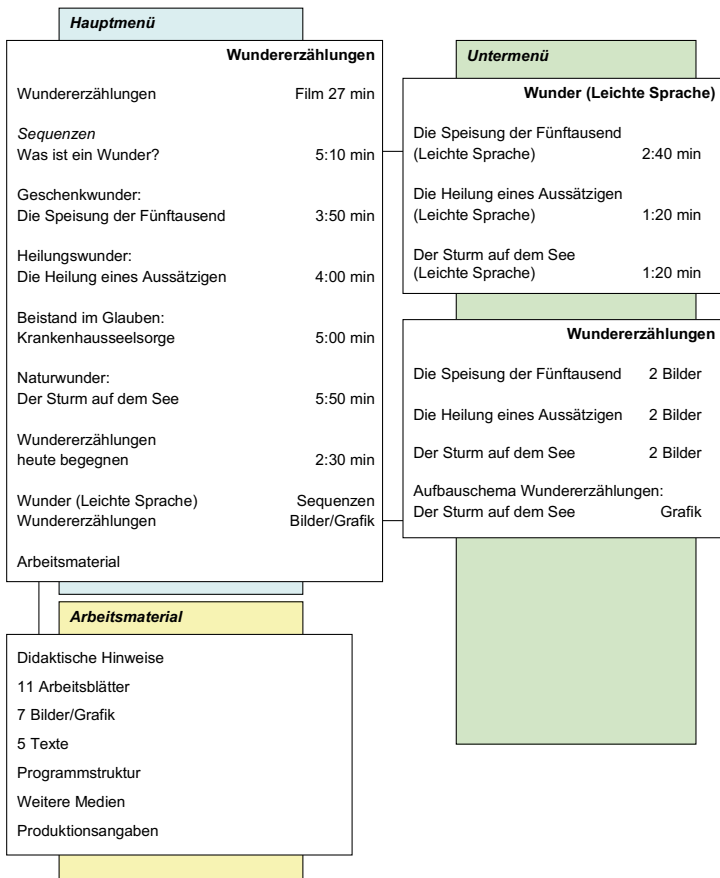 Hauptmenü
Wundererzählungen
Wundererzählungen Film 27 min
Sequenzen
Was ist ein Wunder? 5:10 min
Geschenkwunder:
Die Speisung der Fünftausend 3:50 min
Heilungswunder:
Die Heilung eines Aussätzigen 4:00 min
Beistand im Glauben:
Krankenhausseelsorge 5:00 min
Naturwunder:
Der Sturm auf dem See 5:50 min
Wundererzählungen
heute begegnen 2:30 min
Wunder (Leichte Sprache) Sequenzen
Wundererzählungen Bilder/Grafik
Arbeitsmaterial
Untermenü
Wunder (Leichte Sprache)
Die Speisung der Fünftausend
(Leichte Sprache) 2:40 min
Die Heilung eines Aussätzigen
(Leichte Sprache) 1:20 min
Der Sturm auf dem See
(Leichte Sprache) 1:20 min
Wundererzählungen
Die Speisung der Fünftausend 2 Bilder
Die Heilung eines Aussätzigen 2 Bilder
Der Sturm auf dem See 2 Bilder
Aufbauschema Wundererzählungen:
Der Sturm auf dem See Grafik
Arbeitsmaterial
Didaktische Hinweise
11 Arbeitsblätter
7 Bilder/Grafik
5 Texte
Programmstruktur
Weitere Medien
Produktionsangaben